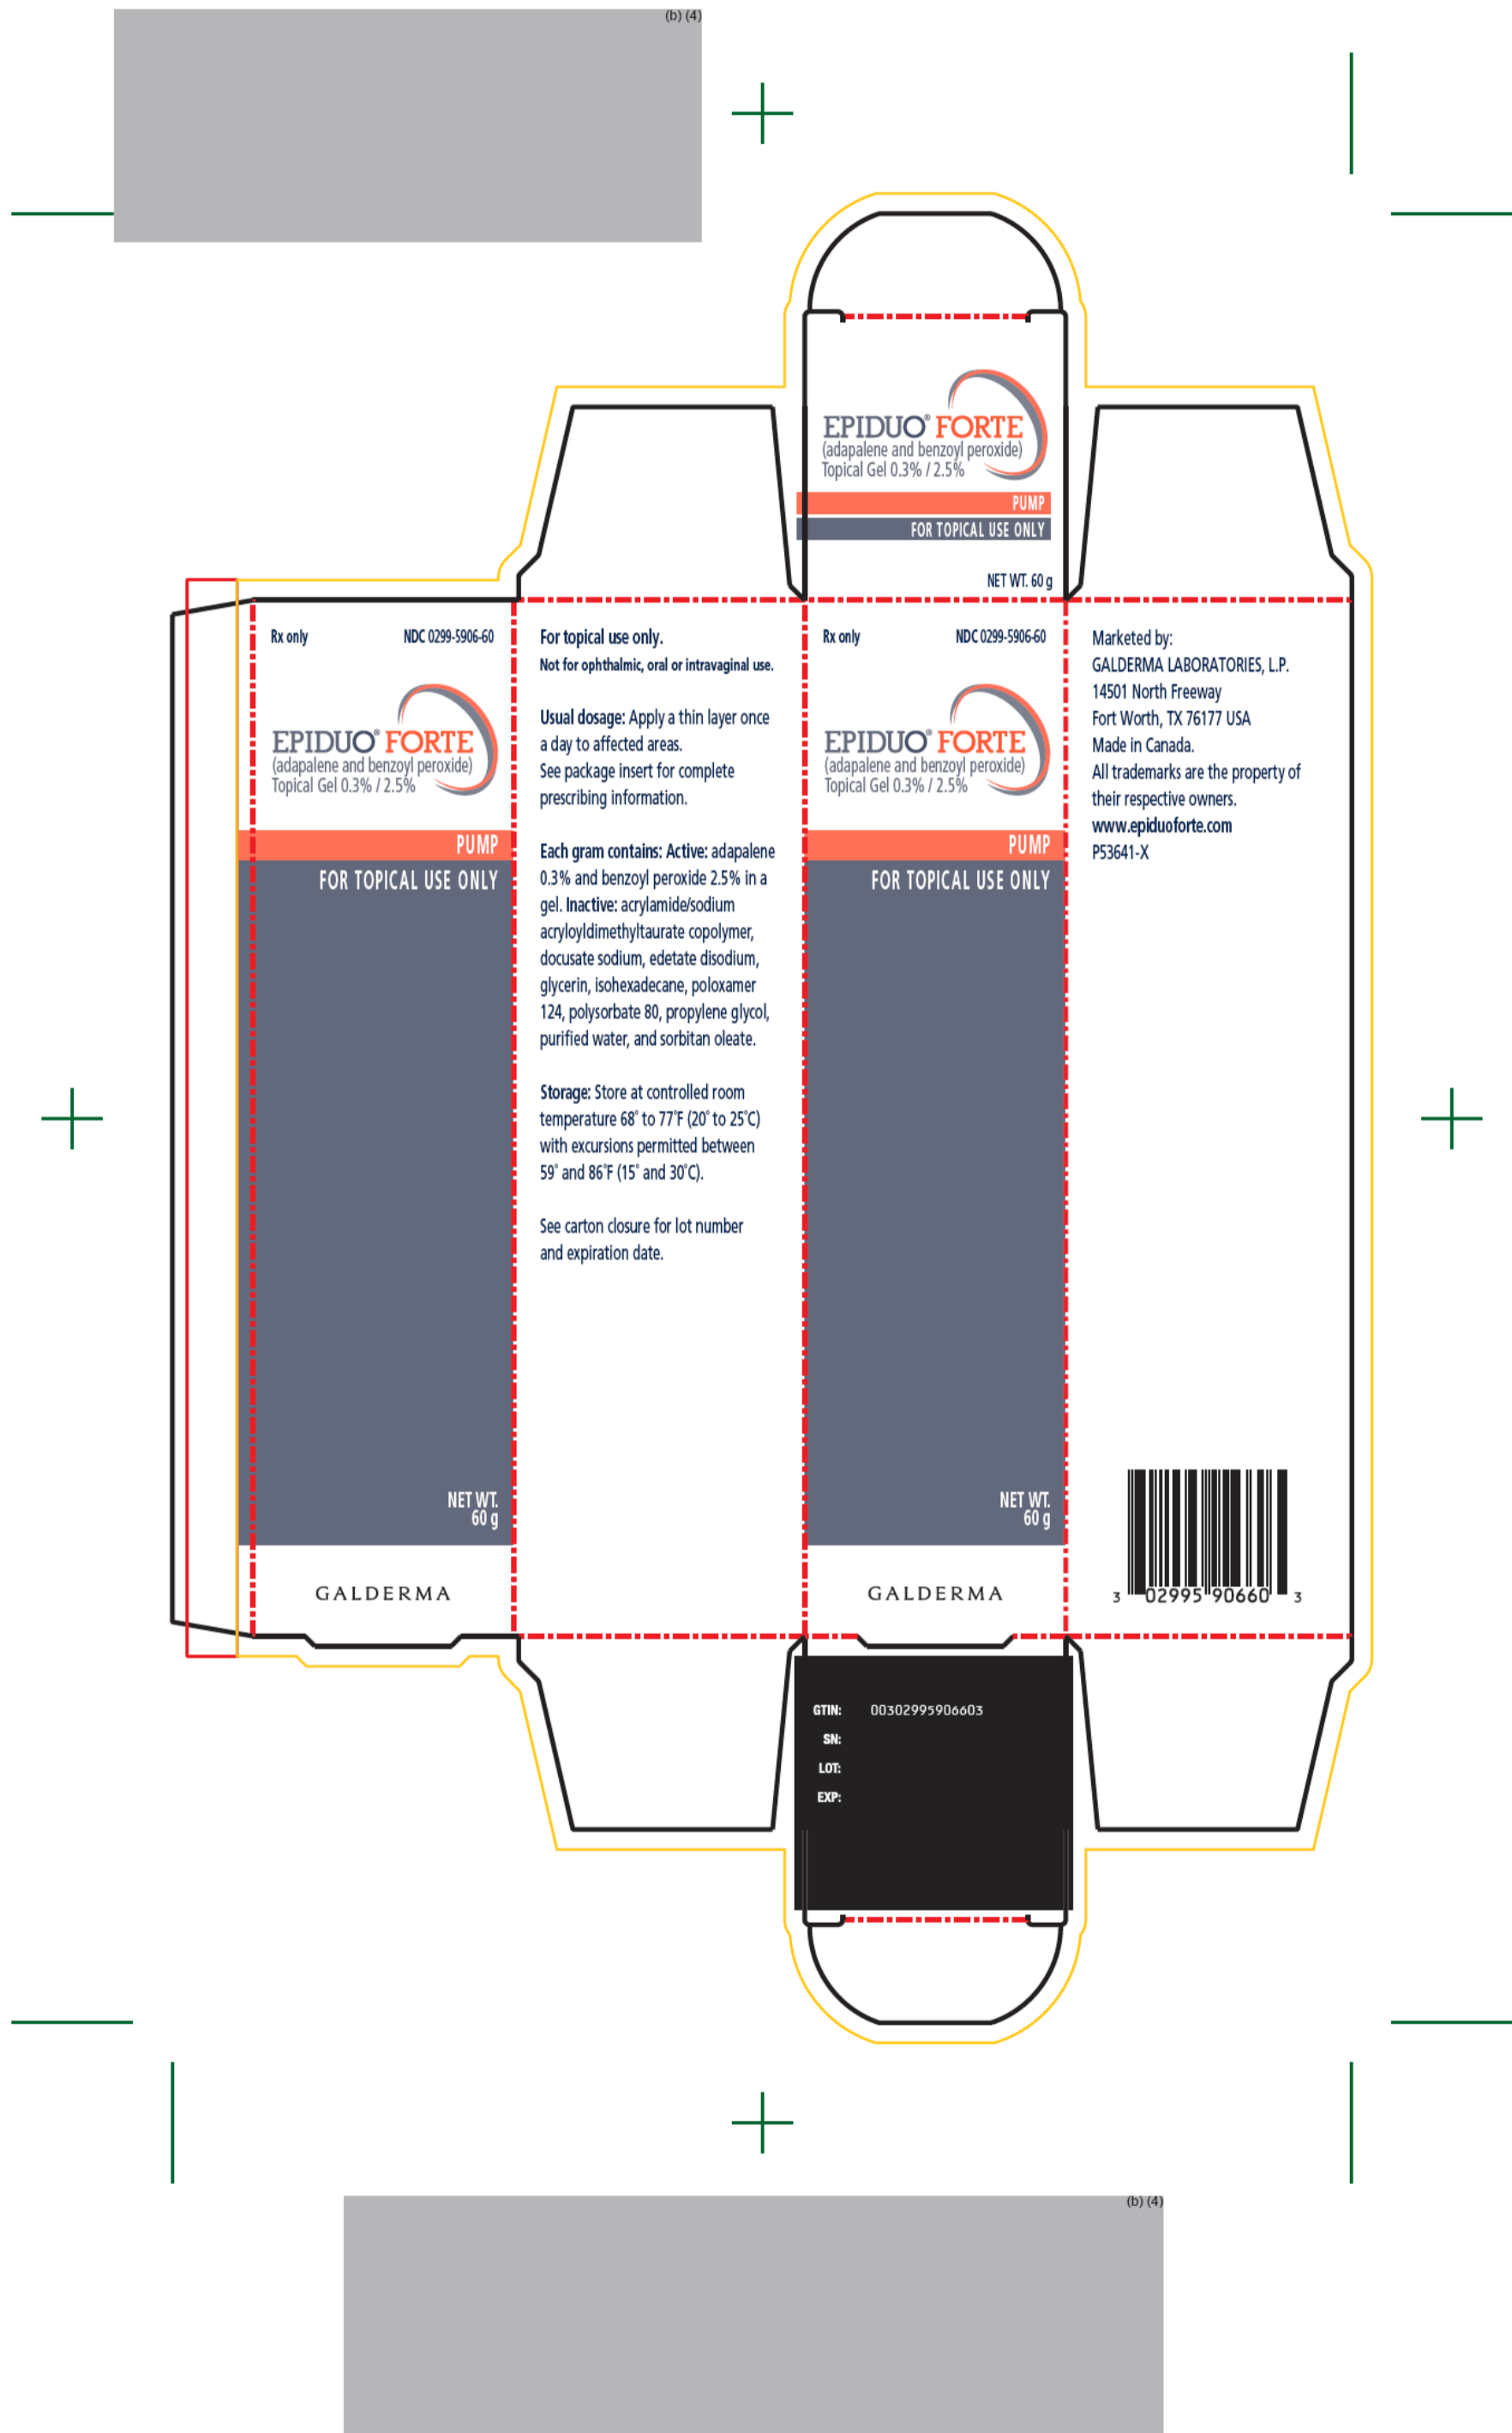 (b) (4)
EPIDUO® FORTE
(adapalene and benzoyl peroxide)
Topical Gel 0.3% / 2.5%
PUMP
FOR TOPICAL USE ONLY
NET WT. 60 g
Rx only NDC 0299-5906-60
EPIDUO® FORTE
(adapalene and benzoyl peroxide)
Topical Gel 0.3% / 2.5%
PUMP
FOR TOPICAL USE ONLY
NET WT.
60 g
GALDERMA
For topical use only.
Not for ophthalmic, oral or intravaginal use.
Usual dosage: Apply a thin layer once
a day to affected areas.
See package insert for complete
prescribing information.
Each gram contains: Active: adapalene
0.3% and benzoyl peroxide 2.5% in a
gel. Inactive: acrylamide/sodium
acryloyldimethyltaurate copolymer,
docusate sodium, edetate disodium,
glycerin, isohexadecane, poloxamer
124, polysorbate 80, propylene glycol,
purified water, and sorbitan oleate.
Storage: Store at controlled room
temperature 68˚ to 77˚F (20˚ to 25˚C)
with excursions permitted between
59˚ and 86˚F (15˚ and 30˚C).
See carton closure for lot number
and expiration date.
Rx only NDC 0299-5906-60
EPIDUO® FORTE
(adapalene and benzoyl peroxide)
Topical Gel 0.3% / 2.5%
PUMP
FOR TOPICAL USE ONLY
NET WT.
60 g
GALDERMA
Marketed by:
GALDERMA LABORATORIES, L.P.
14501 North Freeway
Fort Worth, TX 76177 USA
Made in Canada.
All trademarks are the property of
their respective owners.
www.epiduoforte.com
P53641-X
3 02995 90660 3
GTIN: 00302995906603
SN:
LOT:
EXP:
(b) (4)